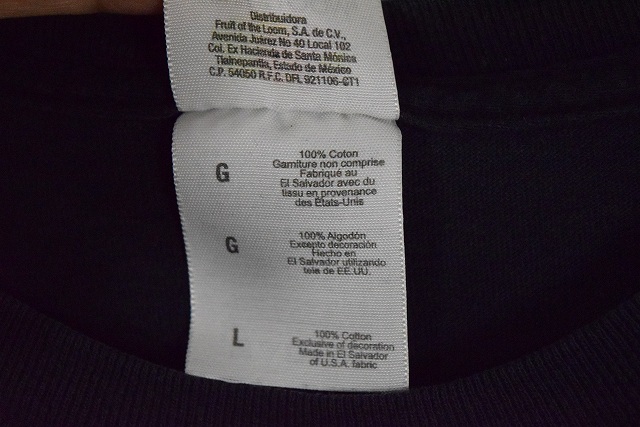 Distribuidora
Fruit of the Loom, S.A. de C.V.,
Avenida Juárez No 40 Local 102
Col. Ex Hacienda de Santa Mónica
Tlalnepantla, Estado de México
C.P. 54050 R.F.C. DFL 921106-GT1
G
100% Coton
Garniture non comprise
Fabriqué au
El Salvador avec du
tissu en provenance
des États-Unis
G
100% Algodón
Excepto decoración
Hecho en
El Salvador utilizando
tela de EE.UU.
L
100% Cotton
Exclusive of decoration
Made in El Salvador
of U.S.A. fabric